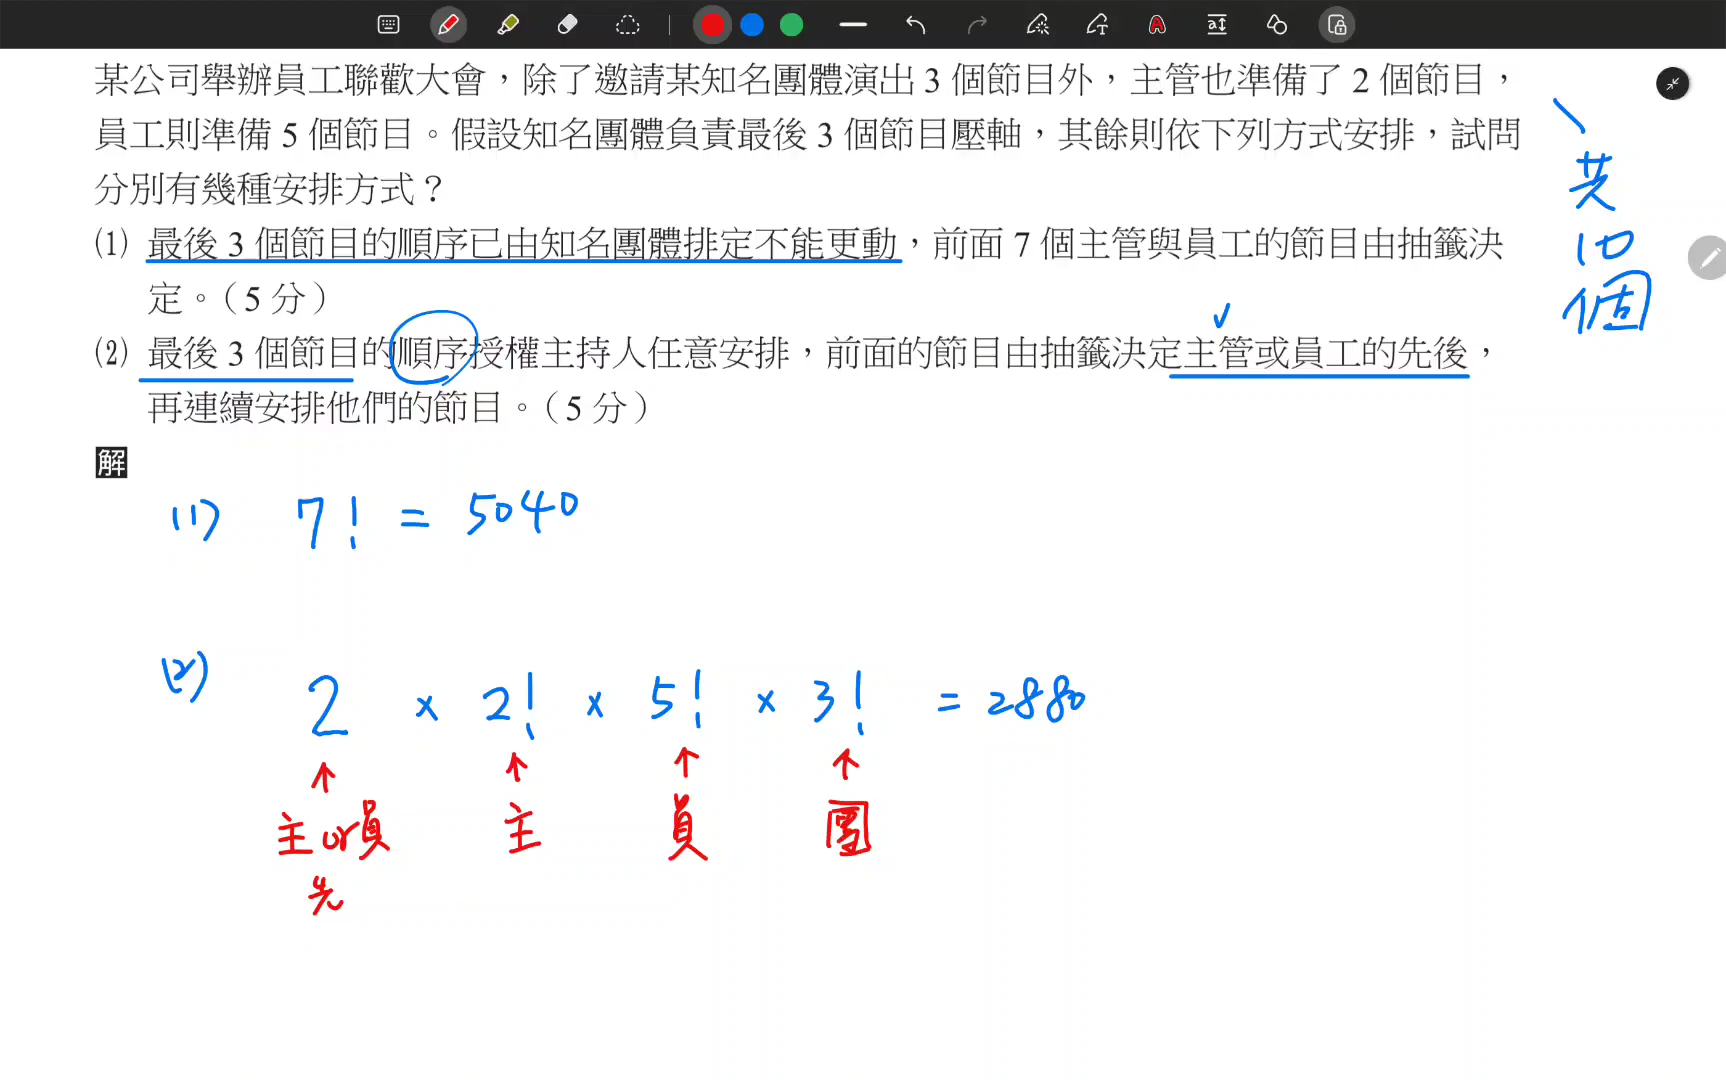 某公司舉辦員工聯歡大會，除了邀請某知名團體演出 3 個節目外，主管也準備了 2 個節目，
員工則準備 5 個節目。假設知名團體負責最後 3 個節目壓軸，其餘則依下列方式安排，試問
分別有幾種安排方式？
(1) 最後 3 個節目的順序已由知名團體排定不能更動，前面 7 個主管與員工的節目由抽籤決
定。（5 分）
(2) 最後 3 個節目的順序授權主持人任意安排，前面的節目由抽籤決定主管或員工的先後，
再連續安排他們的節目。（5 分）
共
10
個
解
(1) 7! = 5040
(2) 2 × 2! × 5! × 3! = 2880
↑ ↑ ↑ ↑
主or員 主 員 團
先